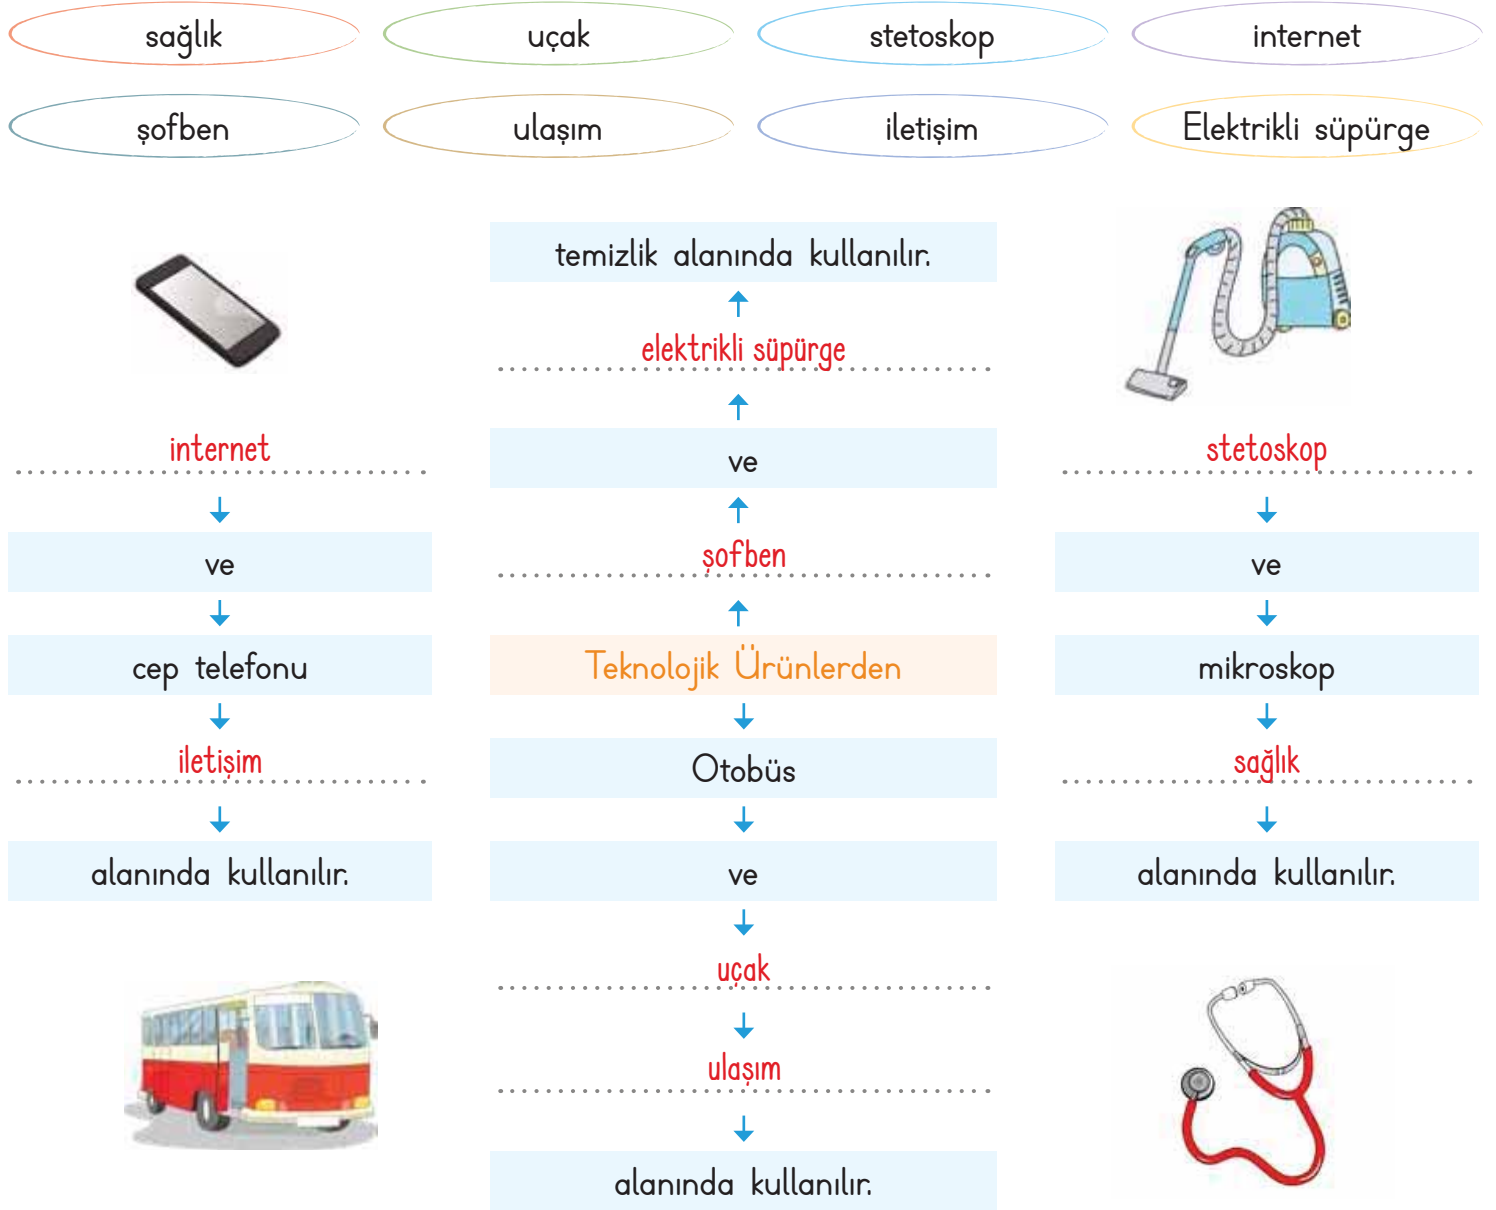 sağlık
uçak
stetoskop
internet
şofben
ulaşım
iletişim
Elektrikli süpürge
temizlik alanında kullanılır.
elektrikli süpürge
ve
şofben
Teknolojik Ürünlerden
Otobüs
ve
uçak
ulaşım
alanında kullanılır.
internet
ve
cep telefonu
iletişim
alanında kullanılır.
stetoskop
ve
mikroskop
sağlık
alanında kullanılır.